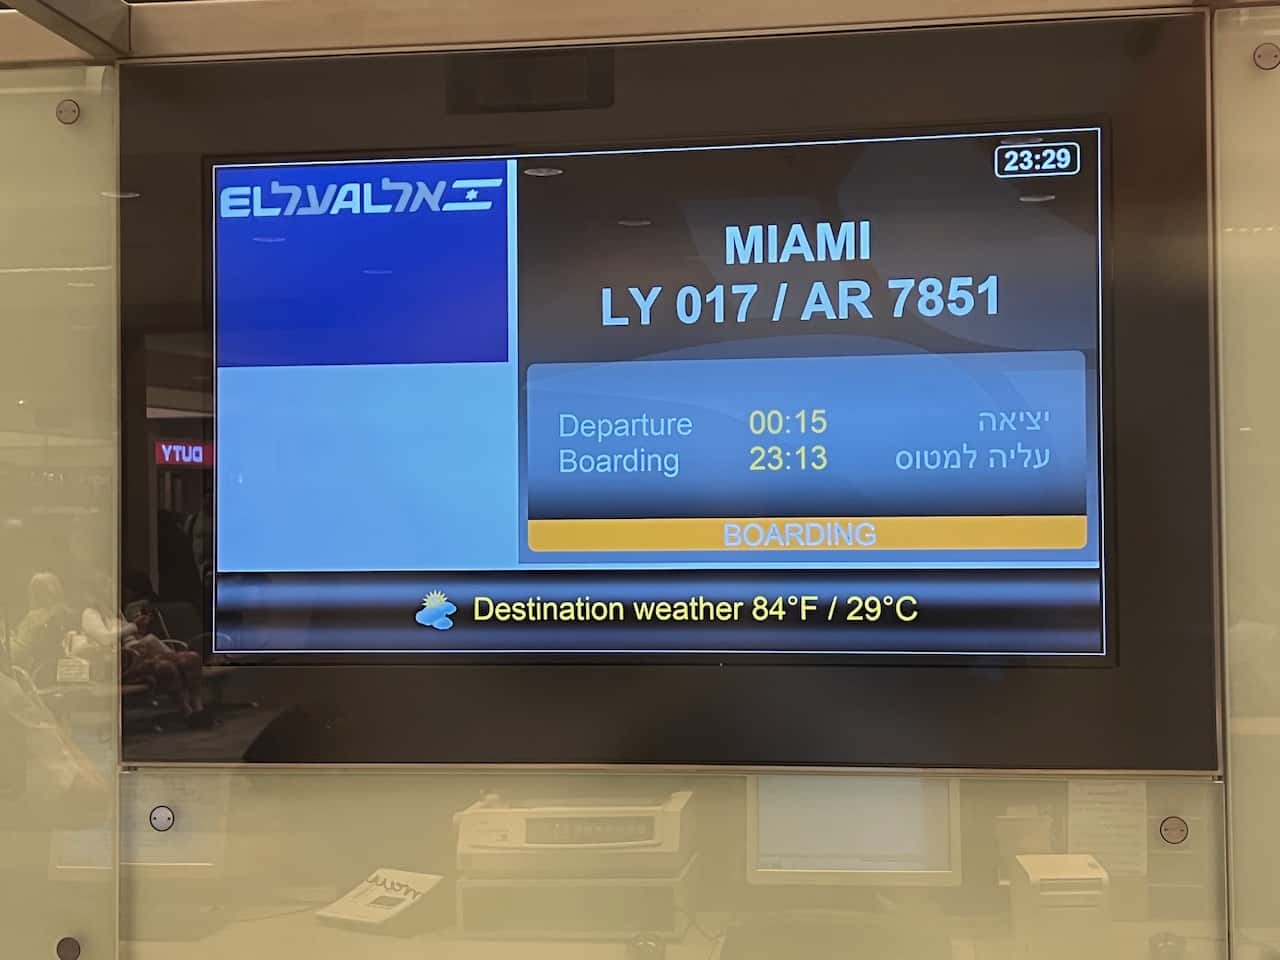 ELעלALאל
23:29
MIAMI
LY 017 / AR 7851
Departure 00:15 יציאה
Boarding 23:13 עליה למטוס
BOARDING
Destination weather 84°F / 29°C
DUTY